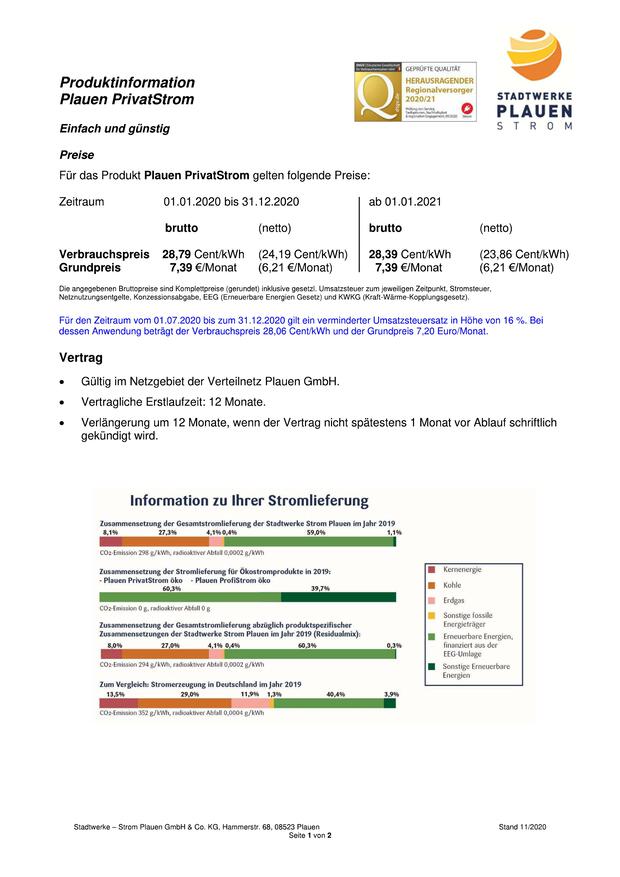 Produktinformation
Plauen PrivatStrom
Einfach und günstig
GEPRÜFTE QUALITÄT
HERAUSRAGENDER
Regionalversorger
2020/21
STADTWERKE
PLAUEN
STROM
Preise
Für das Produkt Plauen PrivatStrom gelten folgende Preise:
Zeitraum 01.01.2020 bis 31.12.2020 ab 01.01.2021
brutto (netto) brutto (netto)
Verbrauchspreis 28,79 Cent/kWh (24,19 Cent/kWh) 28,39 Cent/kWh (23,86 Cent/kWh)
Grundpreis 7,39 €/Monat (6,21 €/Monat) 7,39 €/Monat (6,21 €/Monat)
Die angegebenen Bruttopreise sind Komplettpreise (gerundet) inklusive gesetzl. Umsatzsteuer zum jeweiligen Zeitpunkt, Stromsteuer,
Netznutzungsentgelte, Konzessionsabgabe, EEG (Erneuerbare Energien Gesetz) und KWKG (Kraft-Wärme-Kopplungsgesetz).
Für den Zeitraum vom 01.07.2020 bis zum 31.12.2020 gilt ein verminderter Umsatzsteuersatz in Höhe von 16 %. Bei
dessen Anwendung beträgt der Verbrauchspreis 28,06 Cent/kWh und der Grundpreis 7,20 Euro/Monat.
Vertrag
• Gültig im Netzgebiet der Verteilnetz Plauen GmbH.
• Vertragliche Erstlaufzeit: 12 Monate.
• Verlängerung um 12 Monate, wenn der Vertrag nicht spätestens 1 Monat vor Ablauf schriftlich
gekündigt wird.
Information zu Ihrer Stromlieferung
Zusammensetzung der Gesamtstromlieferung der Stadtwerke Strom Plauen im Jahr 2019
8,1% 27,3% 4,1% 0,4% 59,0% 1,1%
CO₂-Emission 298 g/kWh, radioaktiver Abfall 0,0002 g/kWh
Zusammensetzung der Stromlieferung für Ökostromprodukte in 2019:
- Plauen PrivatStrom öko - Plauen ProfiStrom öko
60,3% 39,7%
CO₂-Emission 0 g, radioaktiver Abfall 0 g
Zusammensetzung der Gesamtstromlieferung abzüglich produktspezifischer
Zusammensetzungen der Stadtwerke Strom Plauen im Jahr 2019 (Residualmix):
8,0% 27,0% 4,1% 0,4% 60,3% 0,3%
CO₂-Emission 294 g/kWh, radioaktiver Abfall 0,0002 g/kWh
Zum Vergleich: Stromerzeugung in Deutschland im Jahr 2019
13,5% 29,0% 11,9% 1,3% 40,4% 3,9%
CO₂-Emission 352 g/kWh, radioaktiver Abfall 0,0004 g/kWh
Kernenergie
Kohle
Erdgas
Sonstige fossile
Energieträger
Erneuerbare Energien,
finanziert aus der
EEG-Umlage
Sonstige Erneuerbare
Energien
Stadtwerke – Strom Plauen GmbH & Co. KG, Hammerstr. 68, 08523 Plauen Stand 11/2020
Seite 1 von 2